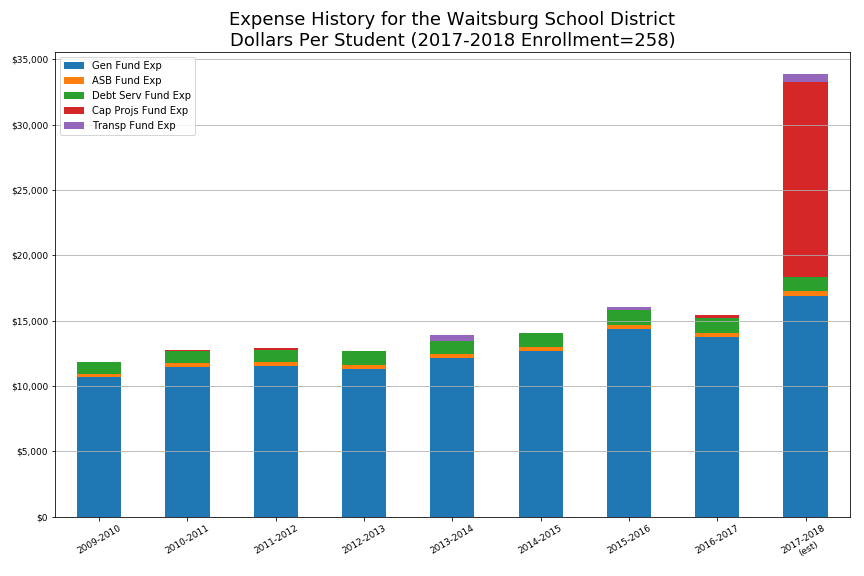 Expense History for the Waitsburg School District
Dollars Per Student (2017-2018 Enrollment=258)
Gen Fund Exp
ASB Fund Exp
Debt Serv Fund Exp
Cap Projs Fund Exp
Transp Fund Exp
$35,000
$30,000
$25,000
$20,000
$15,000
$10,000
$5,000
$0
2009-2010
2010-2011
2011-2012
2012-2013
2013-2014
2014-2015
2015-2016
2016-2017
2017-2018
(est)